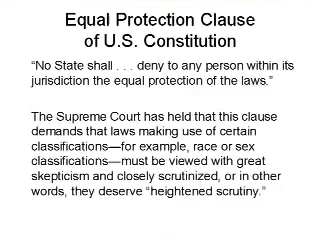 Equal Protection Clause
of U.S. Constitution
“No State shall . . . deny to any person within its
jurisdiction the equal protection of the laws.”
The Supreme Court has held that this clause
demands that laws making use of certain
classifications—for example, race or sex
classifications—must be viewed with great
skepticism and closely scrutinized, or in other
words, they deserve “heightened scrutiny.”